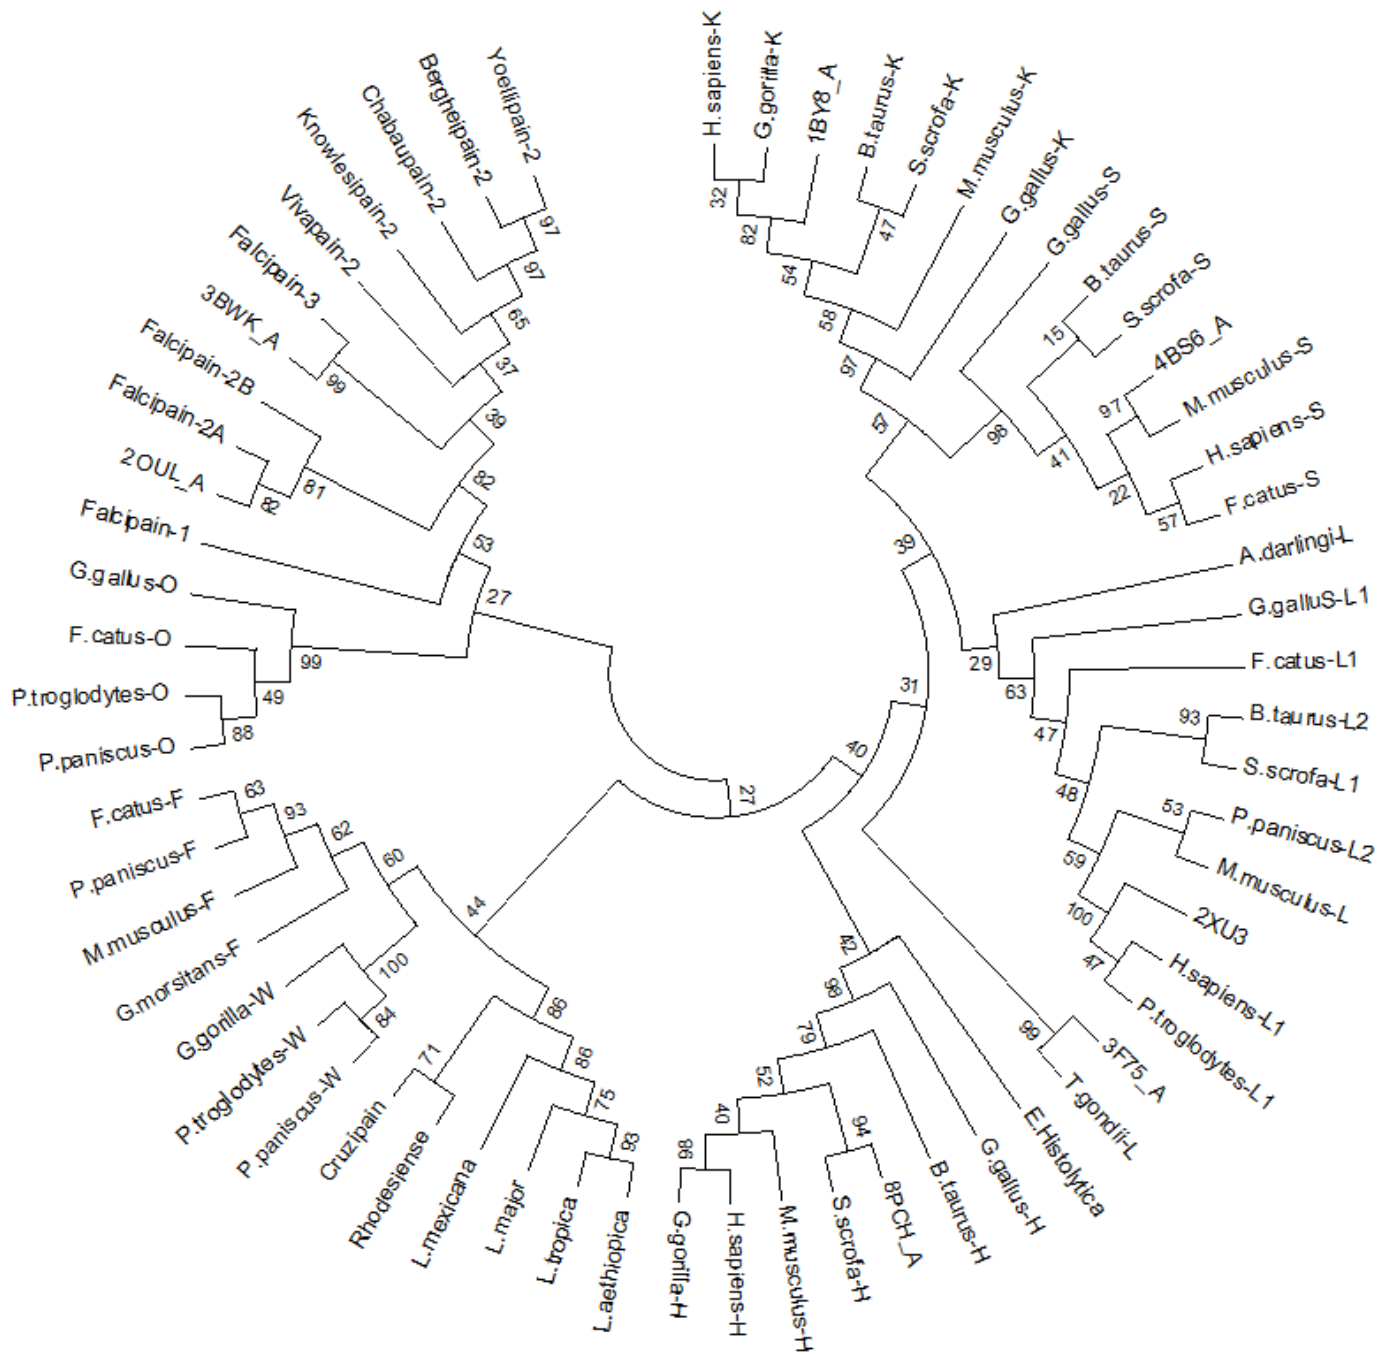 H.sapiens-K
G.gorilla-K
1BY8_A
B.taurus-K
S.scrofa-K
M.musculus-K
G.gallus-K
G.gallus-S
B.taurus-S
S.scrofa-S
4BS6_A
M.musculus-S
H.sapiens-S
F.catus-S
A.darlingi-L
G.galluS-L1
F.catus-L1
B.taurus-L2
S.scrofa-L1
P.paniscus-L2
M.musculus-L
2XU3
H.sapiens-L1
P.troglodytes-L1
3F75_A
T.gondii-L
E.Histolytica
G.gallus-H
B.taurus-H
8PCH_A
S.scrofa-H
M.musculus-H
H.sapiens-H
G.gorilla-H
L.aethiopica
L.tropica
L.major
L.mexicana
Rhodesiense
Cruzipain
P.paniscus-W
P.troglodytes-W
G.gorilla-W
G.morsitans-F
M.musculus-F
P.paniscus-F
F.catus-F
P.paniscus-O
P.troglodytes-O
F.catus-O
G.gallus-O
Falcipain-1
2OUL_A
Falcipain-2A
Falcipain-2B
3BWK_A
Falcipain-3
Vivapain-2
Knowlesipain-2
Chabaupain-2
Bergheipain-2
Yoellipain-2
32
82
54
47
58
97
57
98
15
41
97
22
57
39
29
63
47
93
48
53
59
100
47
31
99
40
42
98
79
52
94
40
86
27
44
86
86
75
93
71
60
62
93
63
100
84
27
99
49
88
53
82
81
82
39
99
37
65
97
97